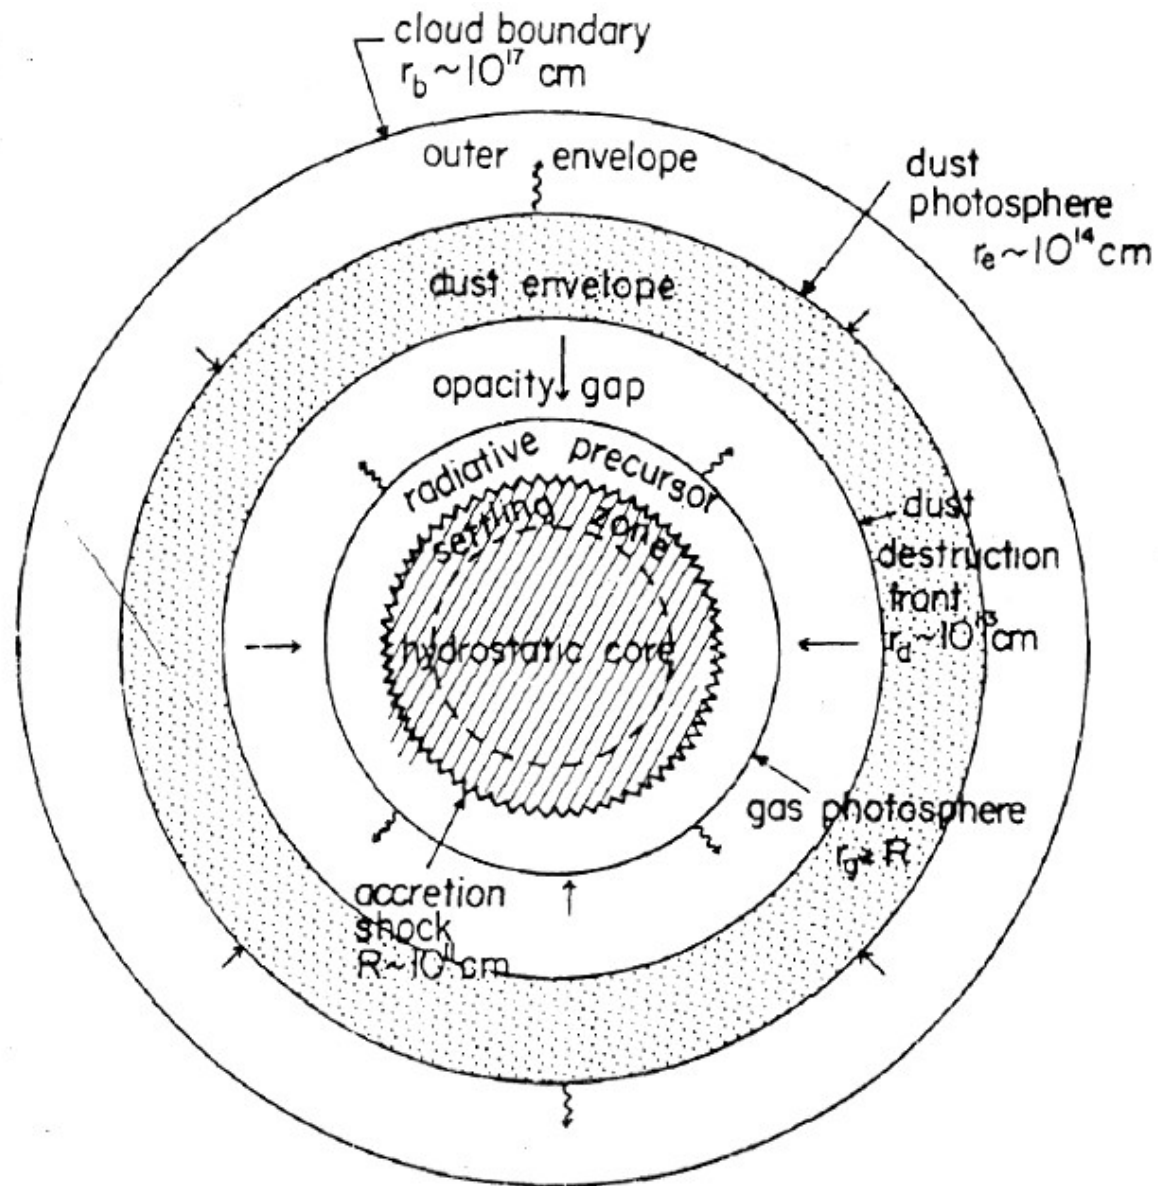 cloud boundary
r_b ~ 10^17 cm
outer envelope
dust
photosphere
r_e ~ 10^14 cm
dust envelope
opacity gap
radiative precursor
settling zone
dust
destruction
front
r_d ~ 10^13 cm
hydrostatic core
gas photosphere
r_g ≥ R
accretion
shock
R ~ 10^11 cm